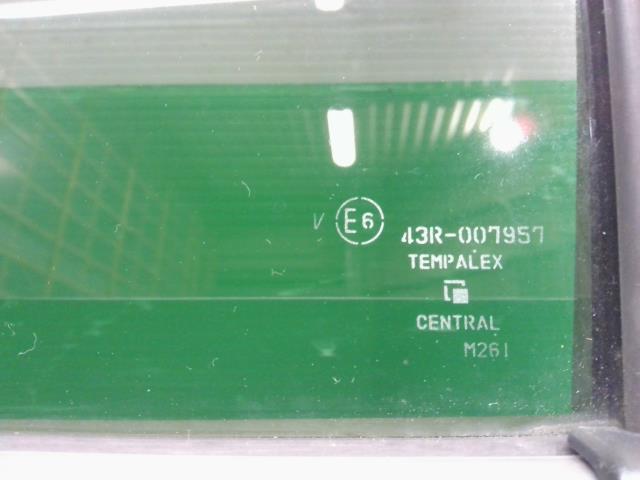 V E6 43R-007957
TEMPALEX
CENTRAL
M261